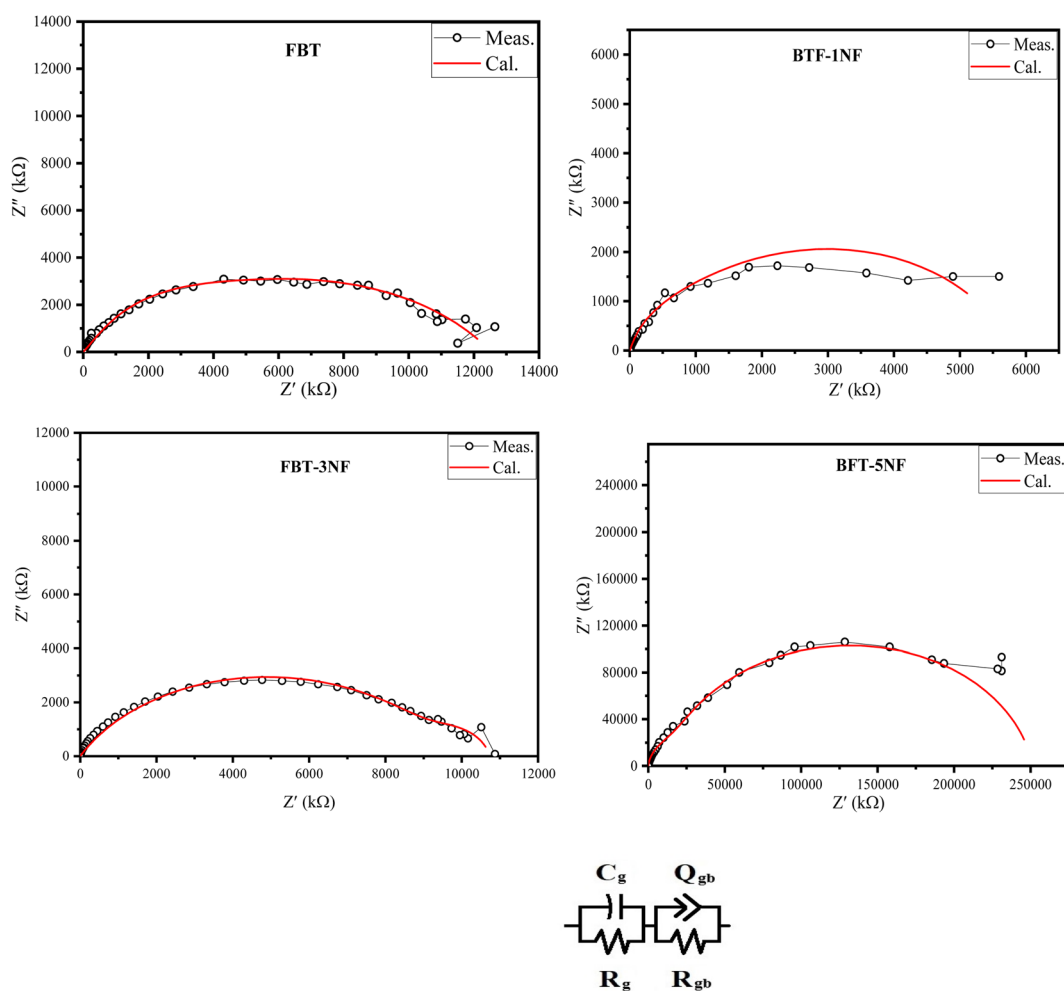 FBT
Meas.
Cal.
14000
12000
10000
8000
6000
4000
2000
0
Z″ (kΩ)
0 2000 4000 6000 8000 10000 12000 14000
Z′ (kΩ)
BTF-1NF
Meas.
Cal.
6000
5000
4000
3000
2000
1000
0
Z″ (kΩ)
0 1000 2000 3000 4000 5000 6000
Z′ (kΩ)
FBT-3NF
Meas.
Cal.
12000
10000
8000
6000
4000
2000
0
Z″ (kΩ)
0 2000 4000 6000 8000 10000 12000
Z′ (kΩ)
BFT-5NF
Meas.
Cal.
240000
200000
160000
120000
80000
40000
0
Z″ (kΩ)
0 50000 100000 150000 200000 250000
Z′ (kΩ)
Cg Qgb
Rg Rgb